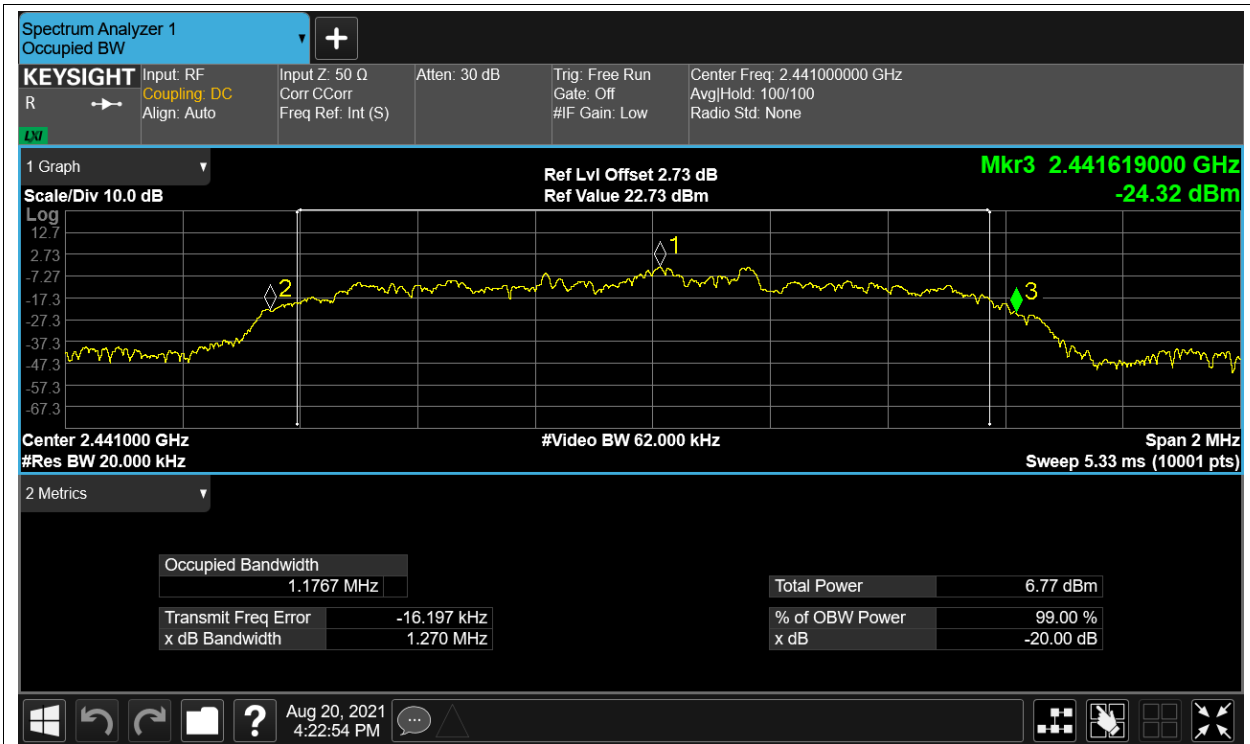 Spectrum Analyzer 1
Occupied BW
KEYSIGHT
R
LXI
Input: RF
Coupling: DC
Align: Auto
Input Z: 50 Ω
Corr CCorr
Freq Ref: Int (S)
Atten: 30 dB
Trig: Free Run
Gate: Off
#IF Gain: Low
Center Freq: 2.441000000 GHz
Avg|Hold: 100/100
Radio Std: None
1 Graph
Scale/Div 10.0 dB
Ref Lvl Offset 2.73 dB
Ref Value 22.73 dBm
Mkr3 2.441619000 GHz
-24.32 dBm
Log
12.7
2.73
-7.27
-17.3
-27.3
-37.3
-47.3
-57.3
-67.3
1
2
3
Center 2.441000 GHz
#Res BW 20.000 kHz
#Video BW 62.000 kHz
Span 2 MHz
Sweep 5.33 ms (10001 pts)
2 Metrics
Occupied Bandwidth
1.1767 MHz
Transmit Freq Error -16.197 kHz
x dB Bandwidth 1.270 MHz
Total Power 6.77 dBm
% of OBW Power 99.00 %
x dB -20.00 dB
?
Aug 20, 2021
4:22:54 PM